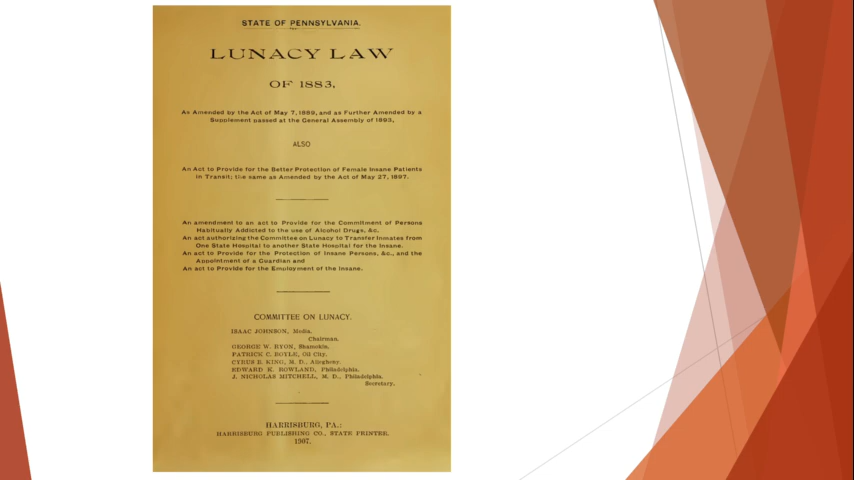 STATE OF PENNSYLVANIA.
LUNACY LAW
OF 1883,
As Amended by the Act of May 7, 1889, and as Further Amended by a
Supplement passed at the General Assembly of 1893,
ALSO
An Act to Provide for the Better Protection of Female Insane Patients
in Transit; the same as Amended by the Act of May 27, 1897.
An amendment to an act to Provide for the Commitment of Persons
Habitually Addicted to the use of Alcohol Drugs, &c.
An act authorizing the Committee on Lunacy to Transfer Inmates from
One State Hospital to another State Hospital for the Insane.
An act to Provide for the Protection of Insane Persons, &c., and the
Appointment of a Guardian and
An act to Provide for the Employment of the Insane.
COMMITTEE ON LUNACY.
ISAAC JOHNSON, Media,
Chairman.
GEORGE W. RYON, Shamokin,
PATRICK C. BOYLE, Oil City,
CYRUS B. KING, M. D., Allegheny.
EDWARD K. ROWLAND, Philadelphia.
J. NICHOLAS MITCHELL, M. D., Philadelphia.
Secretary.
HARRISBURG, PA.:
HARRISBURG PUBLISHING CO., STATE PRINTER.
1907.